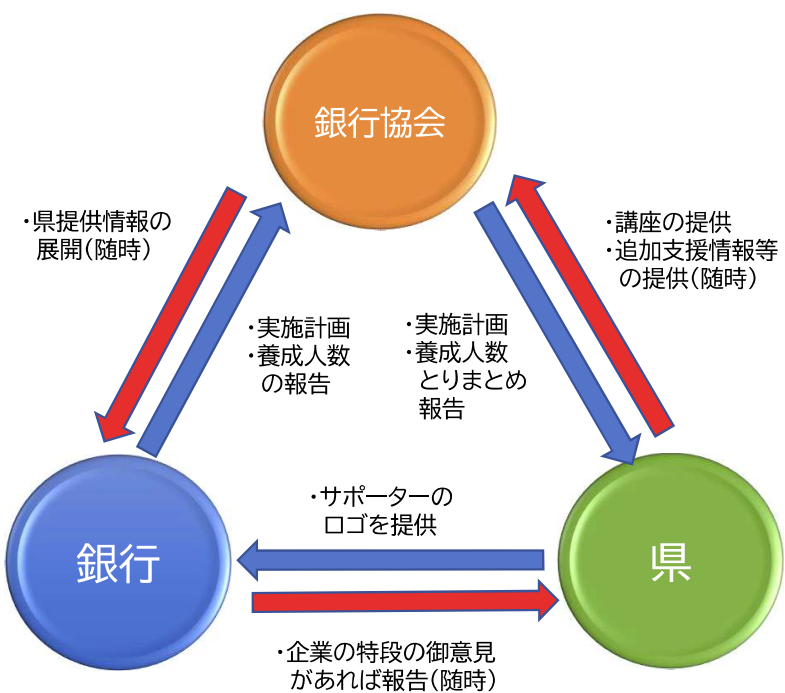 銀行協会
・県提供情報の
展開(随時)
・講座の提供
・追加支援情報等
の提供(随時)
・実施計画
・養成人数
の報告
・実施計画
・養成人数
とりまとめ
報告
・サポーターの
ロゴを提供
銀行
県
・企業の特段の御意見
があれば報告(随時)